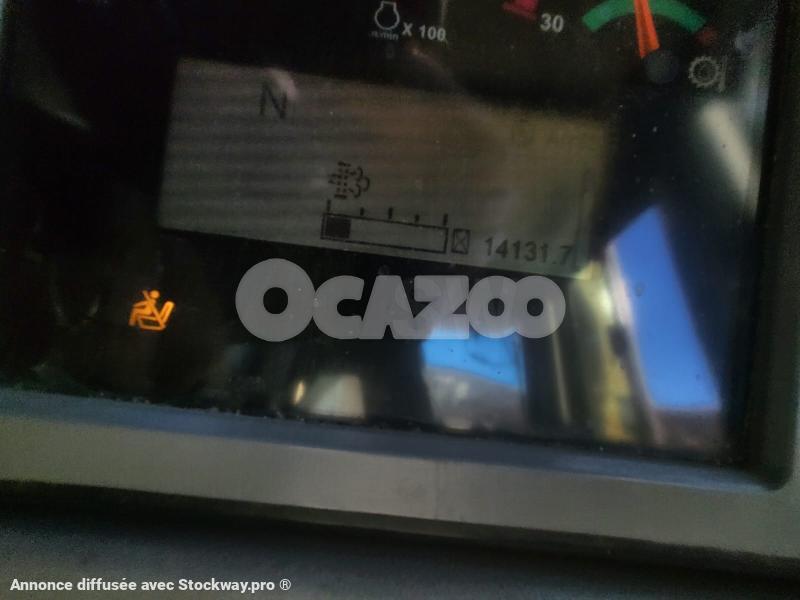 X 100
30
N
14131.7
OCAZOO
Annonce diffusée avec Stockway.pro ®